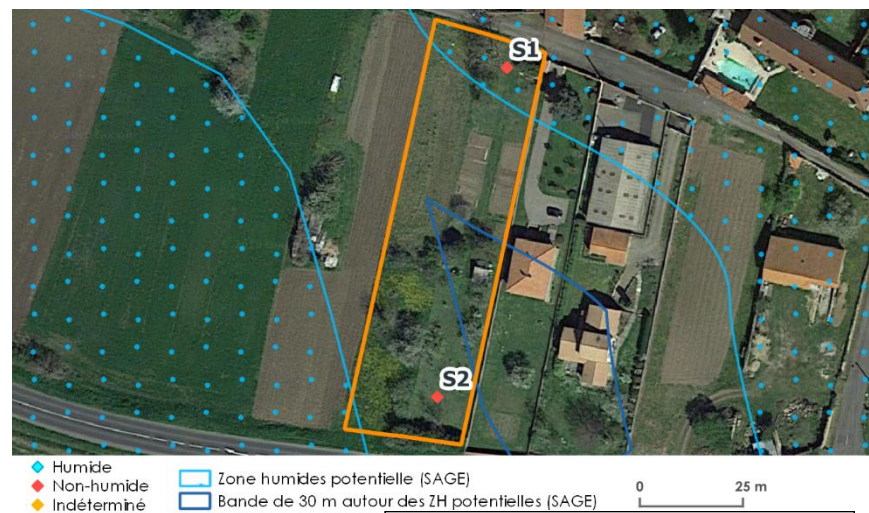 S1
S2
Humide
Non-humide
Indéterminé
Zone humides potentielle (SAGE)
Bande de 30 m autour des ZH potentielles (SAGE)
0 25 m